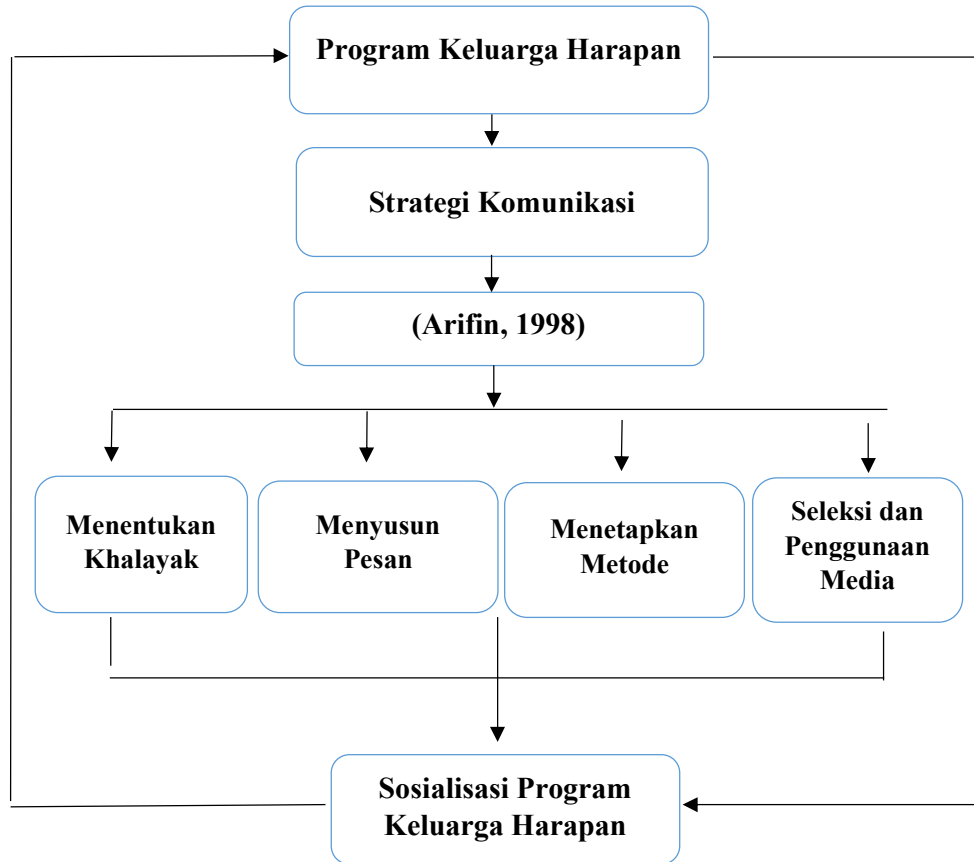 Program Keluarga Harapan
Strategi Komunikasi
(Arifin, 1998)
Menentukan
Khalayak
Menyusun
Pesan
Menetapkan
Metode
Seleksi dan
Penggunaan
Media
Sosialisasi Program
Keluarga Harapan